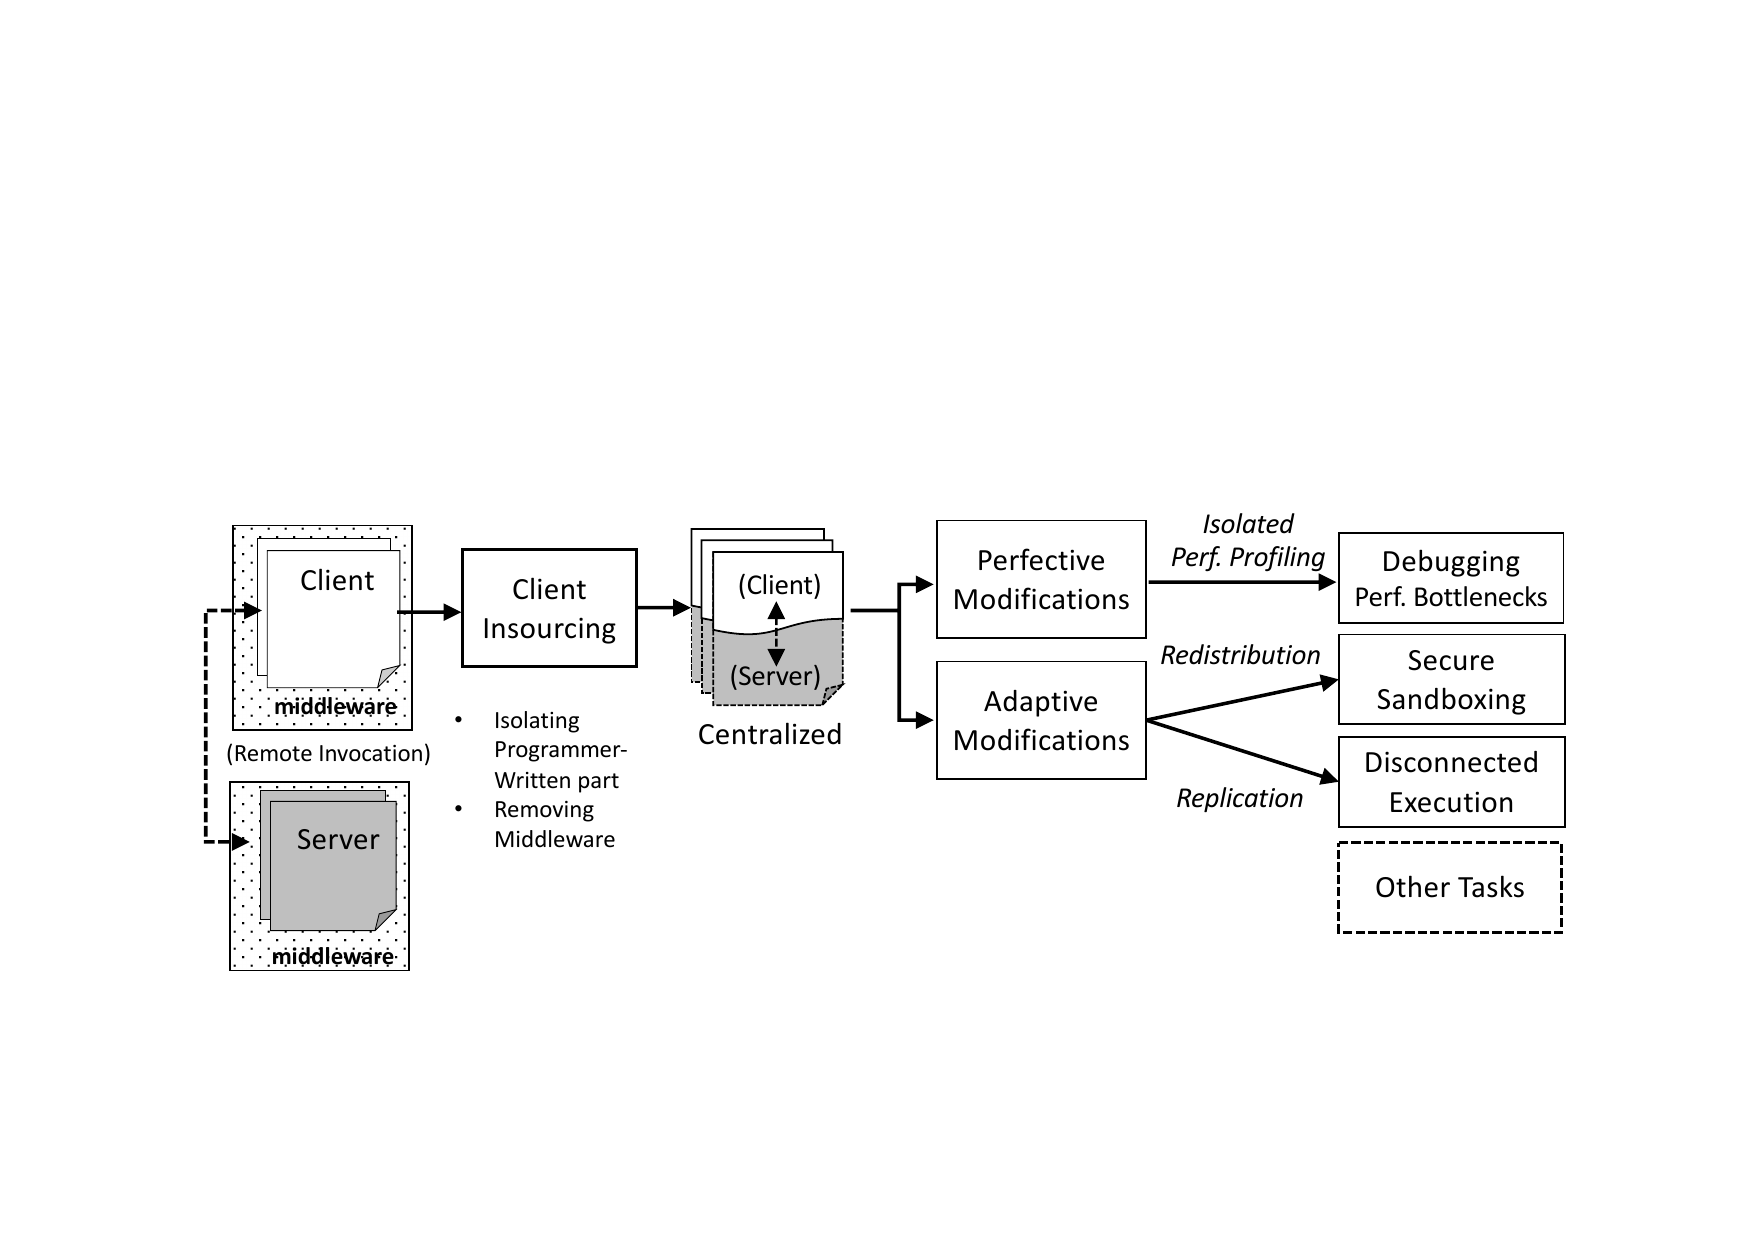 Client
middleware
(Remote Invocation)
Server
middleware
Client
Insourcing
• Isolating
Programmer-
Written part
• Removing
Middleware
(Client)
(Server)
Centralized
Perfective
Modifications
Adaptive
Modifications
Isolated
Perf. Profiling
Redistribution
Replication
Debugging
Perf. Bottlenecks
Secure
Sandboxing
Disconnected
Execution
Other Tasks